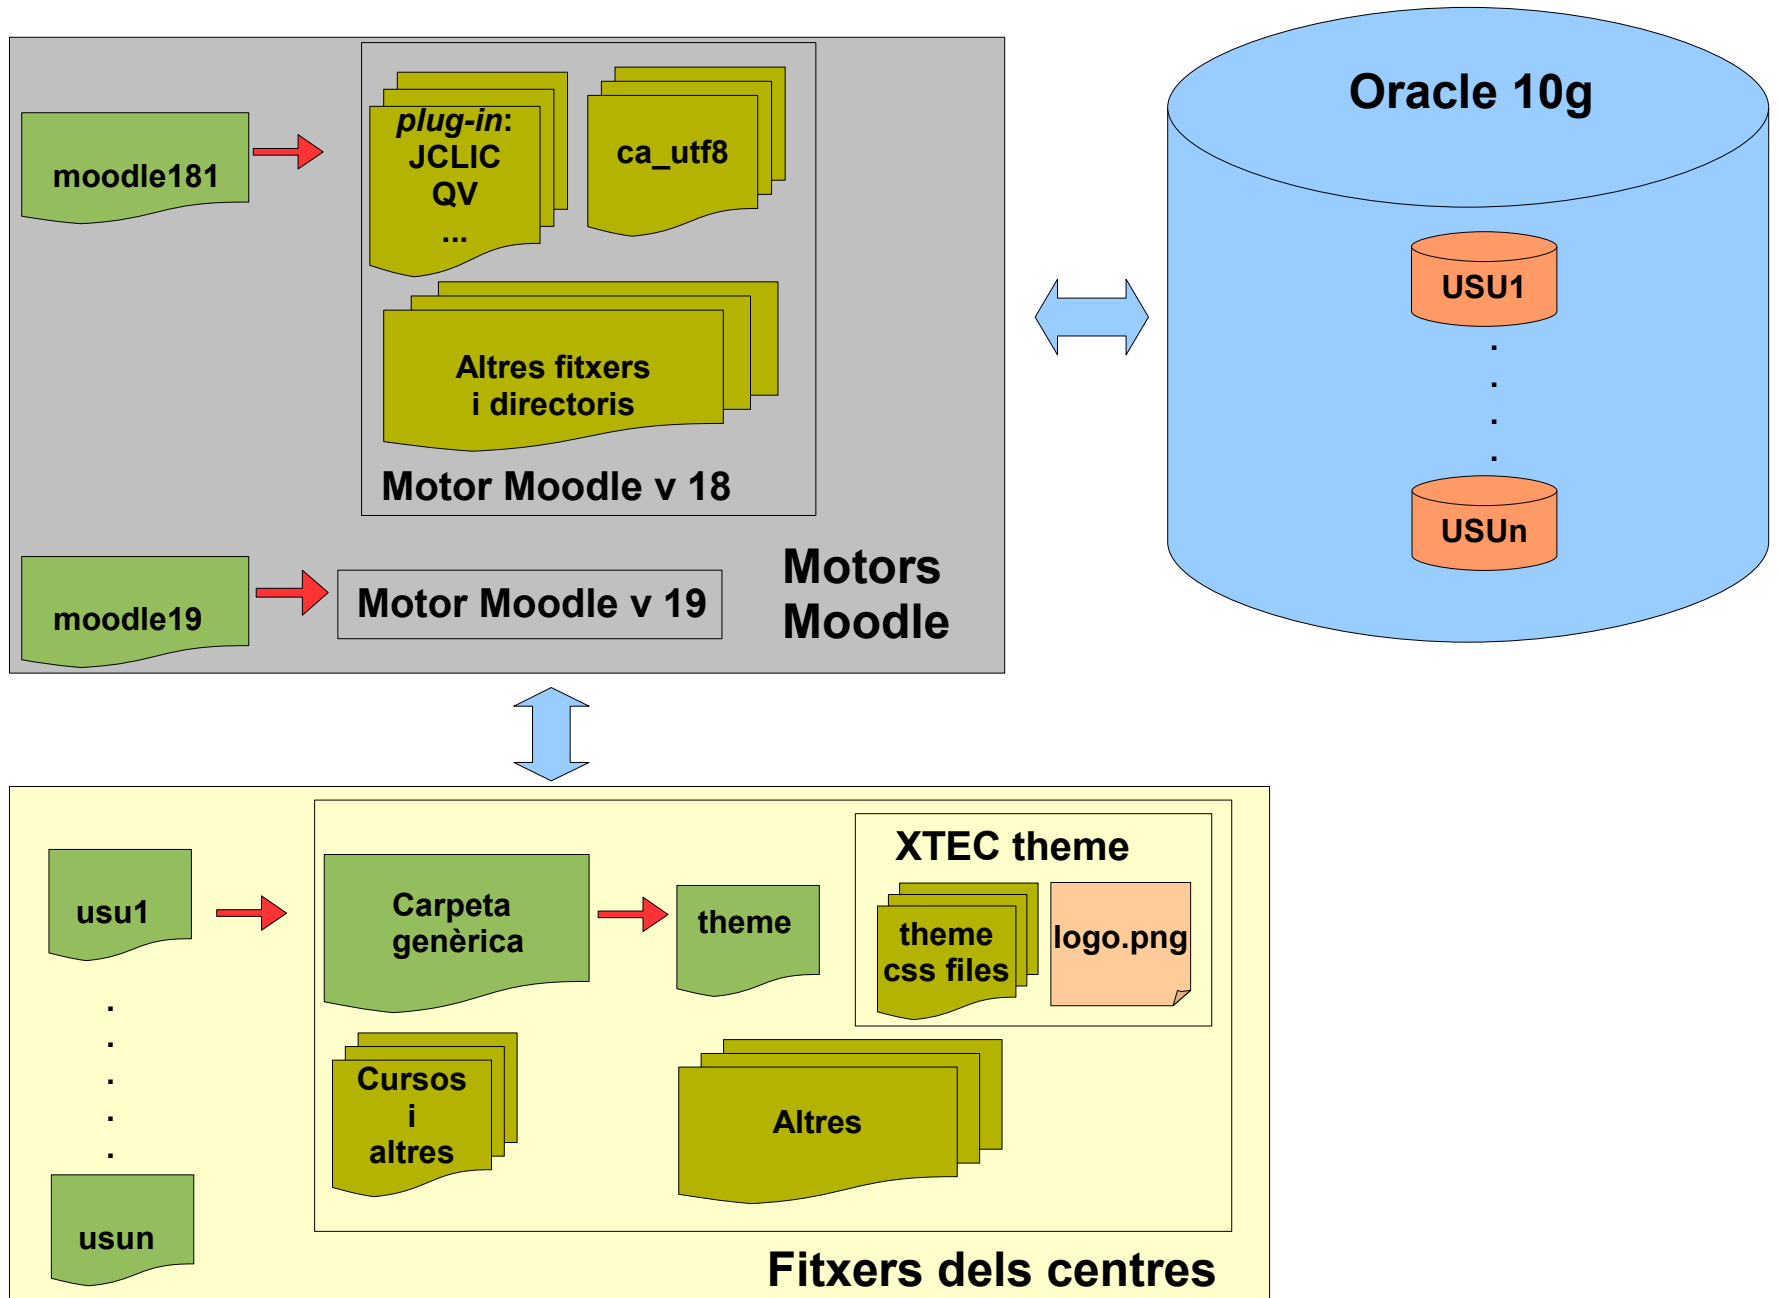 moodle181
plug-in:
JCLIC
QV
...
ca_utf8
Altres fitxers
i directoris
Motor Moodle v 18
moodle19
Motor Moodle v 19
Motors
Moodle
Oracle 10g
USU1
.
.
.
.
USUn
usu1
.
.
.
.
.
usun
Carpeta
genèrica
theme
XTEC theme
theme
css files
logo.png
Cursos
i
altres
Altres
Fitxers dels centres